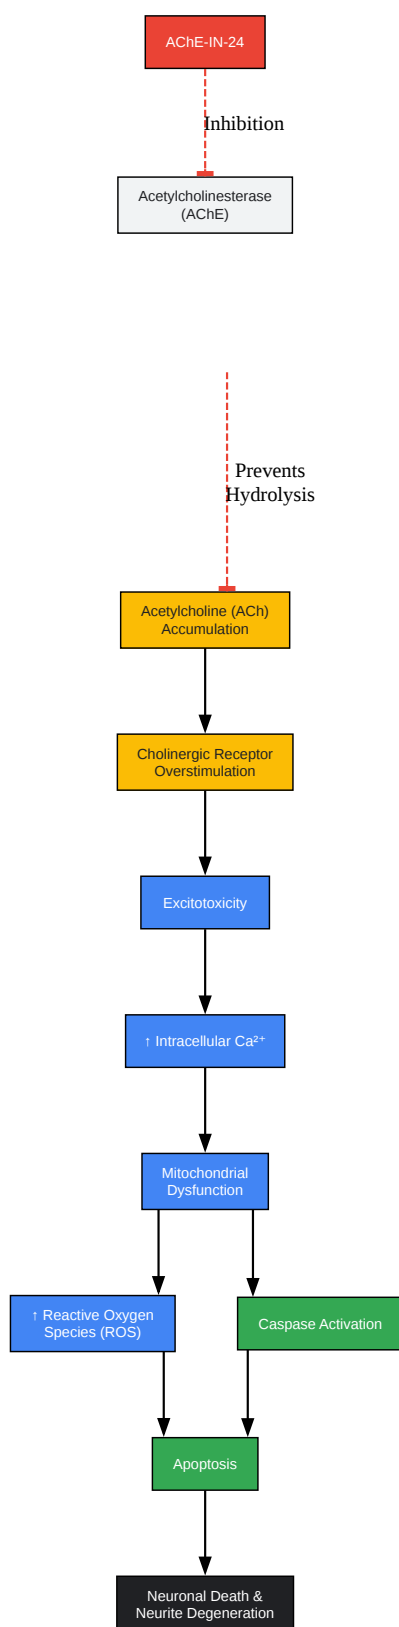 AChE-IN-24
Inhibition
Acetylcholinesterase
(AChE)
Prevents
Hydrolysis
Acetylcholine (ACh)
Accumulation
Cholinergic Receptor
Overstimulation
Excitotoxicity
↑ Intracellular Ca²⁺
Mitochondrial
Dysfunction
↑ Reactive Oxygen
Species (ROS)
Caspase Activation
Apoptosis
Neuronal Death &
Neurite Degeneration